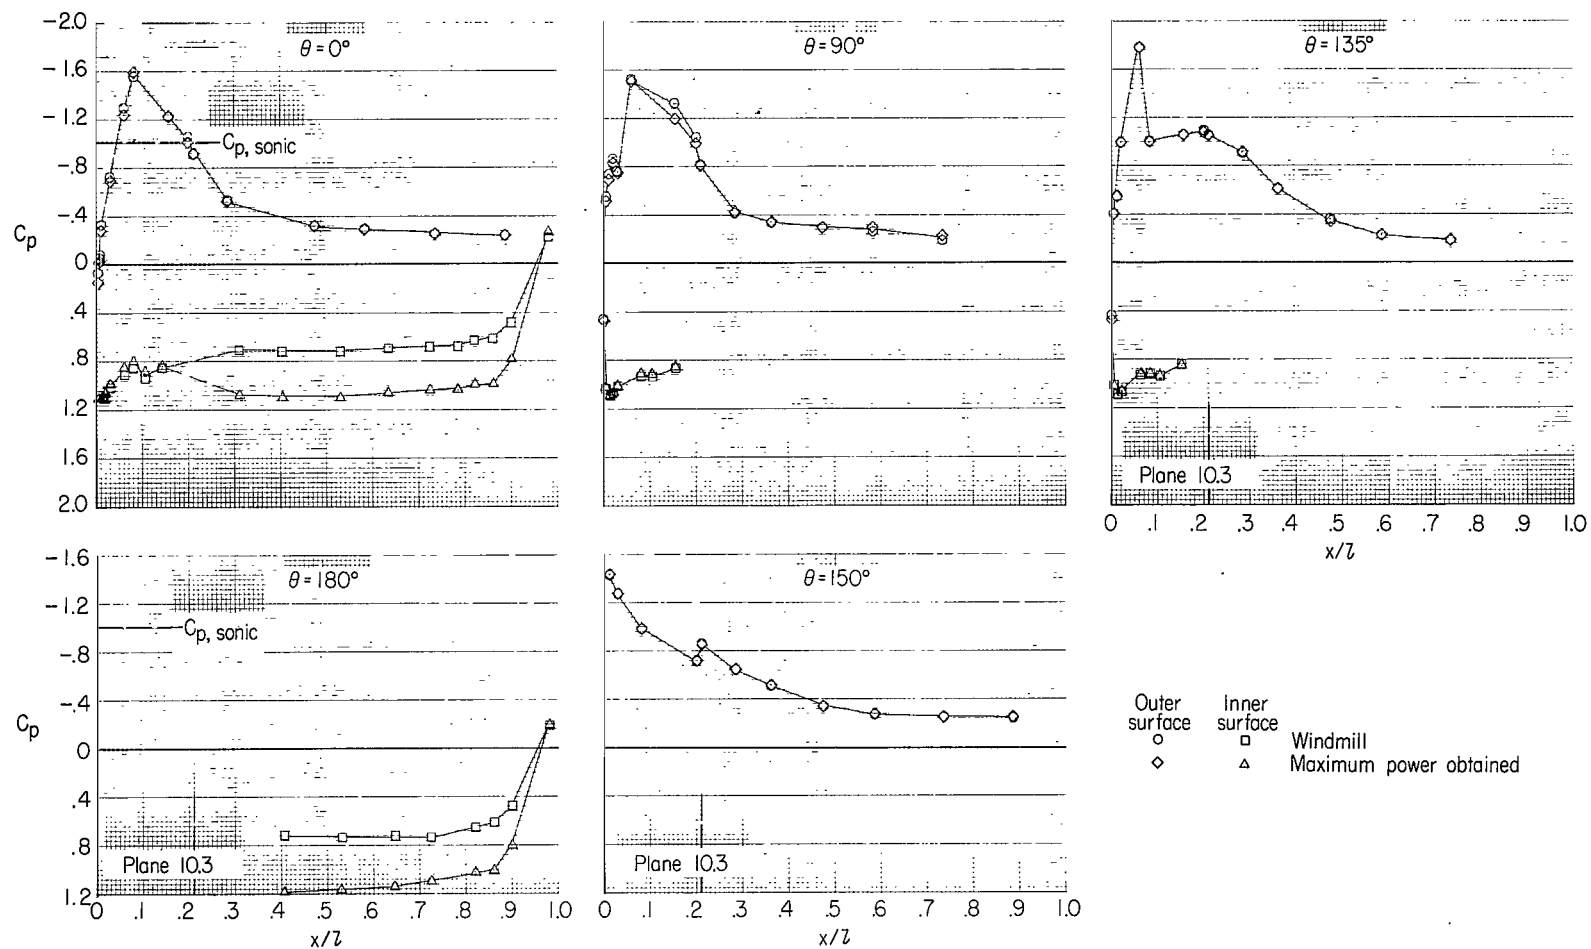 -2.0
-1.6
-1.2
-.8
-.4
0
.4
.8
1.2
1.6
2.0
Cp
θ=0°
Cp, sonic
θ=90°
θ=135°
Plane 10.3
0 .1 .2 .3 .4 .5 .6 .7 .8 .9 1.0
x/l
-1.6
-1.2
-.8
-.4
0
.4
.8
1.2
Cp
θ=180°
Cp, sonic
Plane 10.3
0 .1 .2 .3 .4 .5 .6 .7 .8 .9 1.0
x/l
θ=150°
Plane 10.3
0 .1 .2 .3 .4 .5 .6 .7 .8 .9 1.0
x/l
Outer surface
Inner surface
Windmill
Maximum power obtained